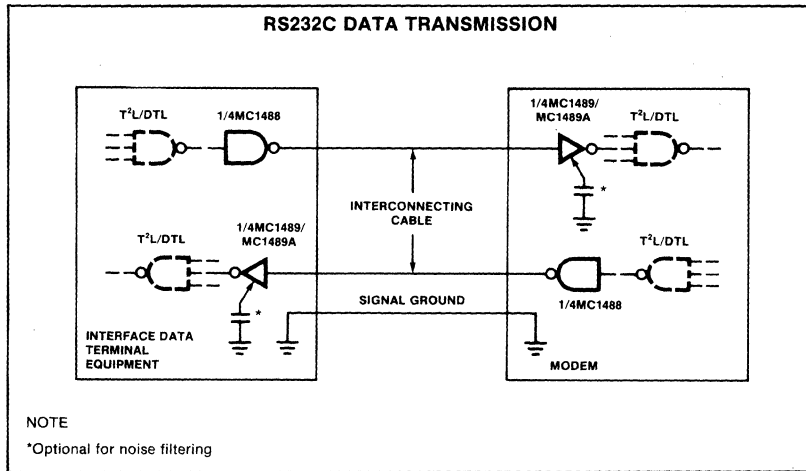 RS232C DATA TRANSMISSION
T²L/DTL
1/4MC1488
1/4MC1489/
MC1489A
T²L/DTL
*
INTERCONNECTING
CABLE
T²L/DTL
1/4MC1489/
MC1489A
*
T²L/DTL
1/4MC1488
SIGNAL GROUND
INTERFACE DATA
TERMINAL
EQUIPMENT
MODEM
NOTE
*Optional for noise filtering